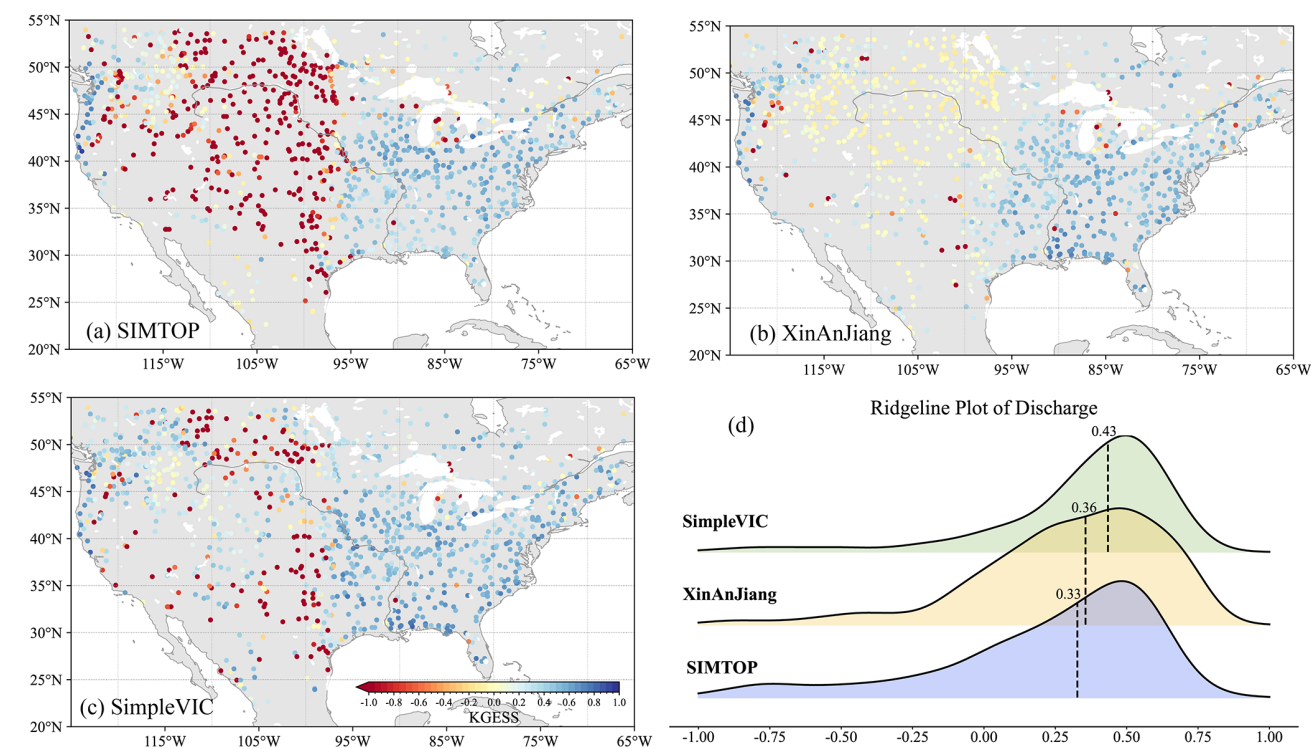 55°N
50°N
45°N
40°N
35°N
30°N
25°N
20°N
(a) SIMTOP
115°W 105°W 95°W 85°W 75°W 65°W
55°N
50°N
45°N
40°N
35°N
30°N
25°N
20°N
(b) XinAnJiang
115°W 105°W 95°W 85°W 75°W 65°W
55°N
50°N
45°N
40°N
35°N
30°N
25°N
20°N
(c) SimpleVIC
-1.0 -0.8 -0.6 -0.4 -0.2 0.0 0.2 0.4 0.6 0.8 1.0
KGESS
115°W 105°W 95°W 85°W 75°W 65°W
Ridgeline Plot of Discharge
(d)
0.43
SimpleVIC
0.36
XinAnJiang
0.33
SIMTOP
-1.00 -0.75 -0.50 -0.25 0.00 0.25 0.50 0.75 1.00